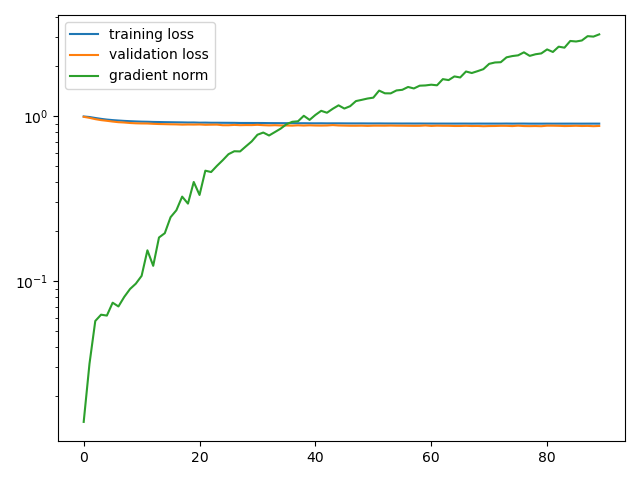 training loss
validation loss
gradient norm
10⁰
10⁻¹
0 20 40 60 80